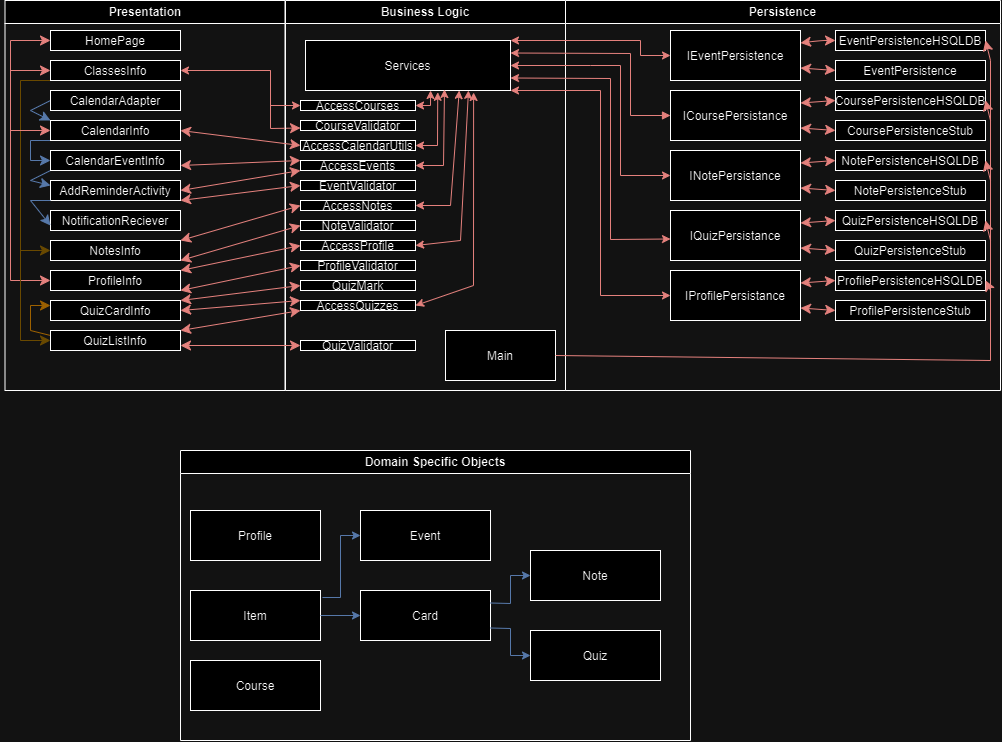 Presentation
HomePage
ClassesInfo
CalendarAdapter
CalendarInfo
CalendarEventInfo
AddReminderActivity
NotificationReciever
NotesInfo
ProfileInfo
QuizCardInfo
QuizListInfo
Business Logic
Services
AccessCourses
CourseValidator
AccessCalendarUtils
AccessEvents
EventValidator
AccessNotes
NoteValidator
AccessProfile
ProfileValidator
QuizMark
AccessQuizzes
QuizValidator
Main
Persistence
IEventPersistence
ICoursePersistance
INotePersistance
IQuizPersistance
IProfilePersistance
EventPersistenceHSQLDB
EventPersistence
CoursePersistenceHSQLDB
CoursePersistenceStub
NotePersistenceHSQLDB
NotePersistenceStub
QuizPersistenceHSQLDB
QuizPersistenceStub
ProfilePersistenceHSQLDB
ProfilePersistenceStub
Domain Specific Objects
Profile
Event
Note
Item
Card
Quiz
Course